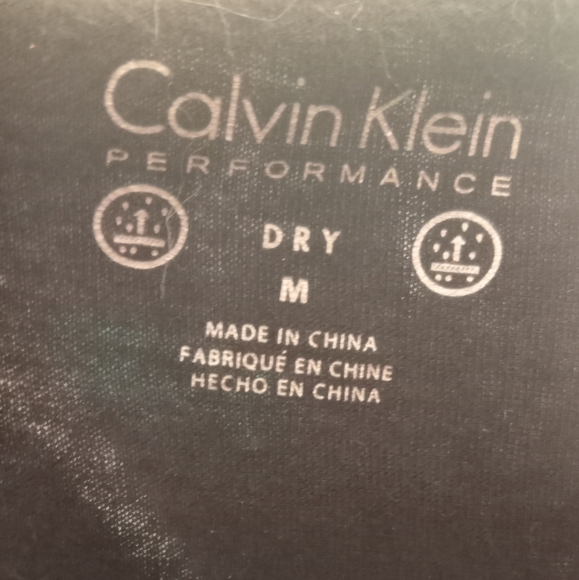 Calvin Klein
PERFORMANCE
DRY
M
MADE IN CHINA
FABRIQUÉ EN CHINE
HECHO EN CHINA